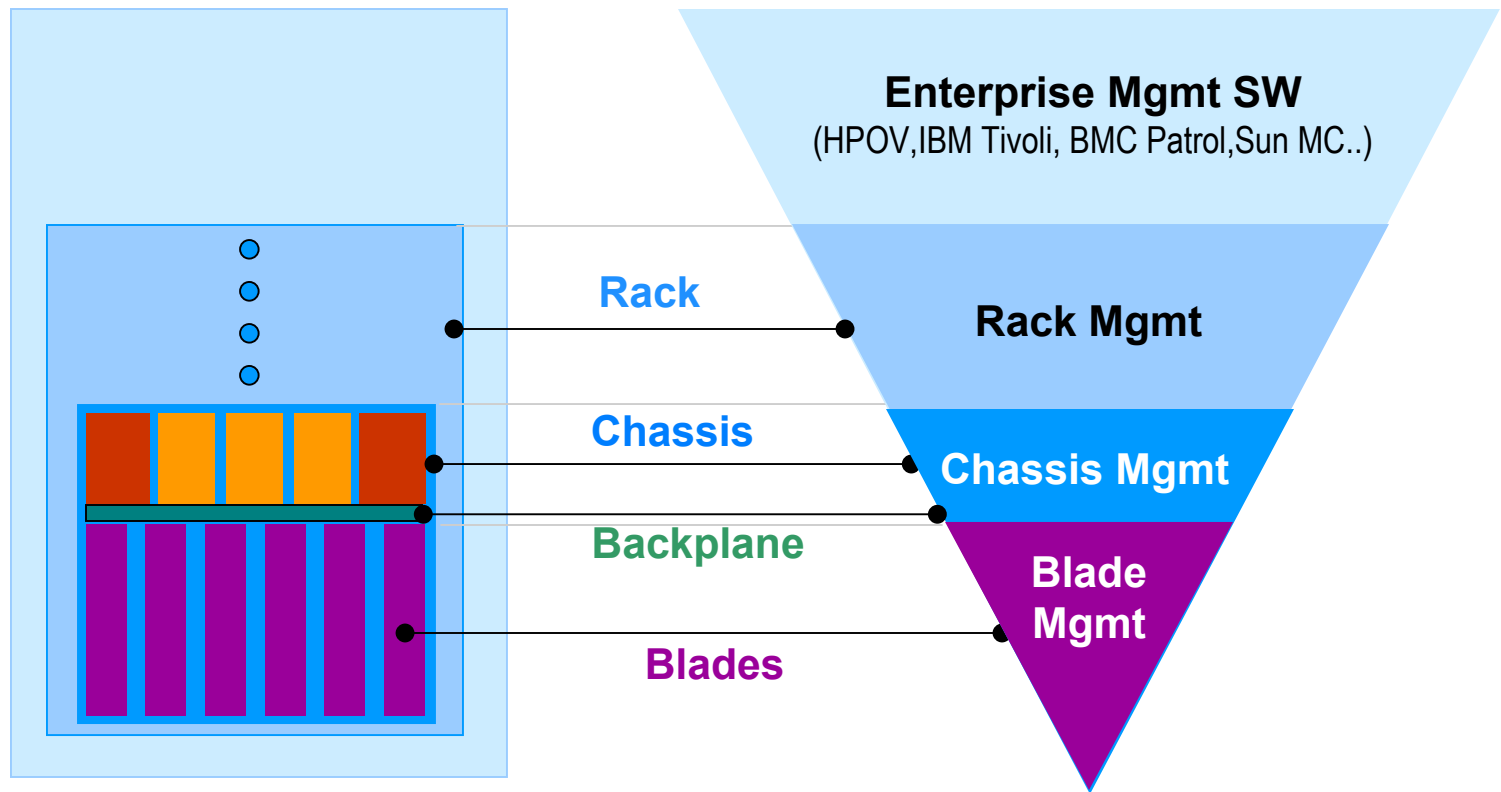 Enterprise Mgmt SW
(HPOV,IBM Tivoli, BMC Patrol,Sun MC..)
Rack
Rack Mgmt
Chassis
Chassis Mgmt
Backplane
Blade
Mgmt
Blades